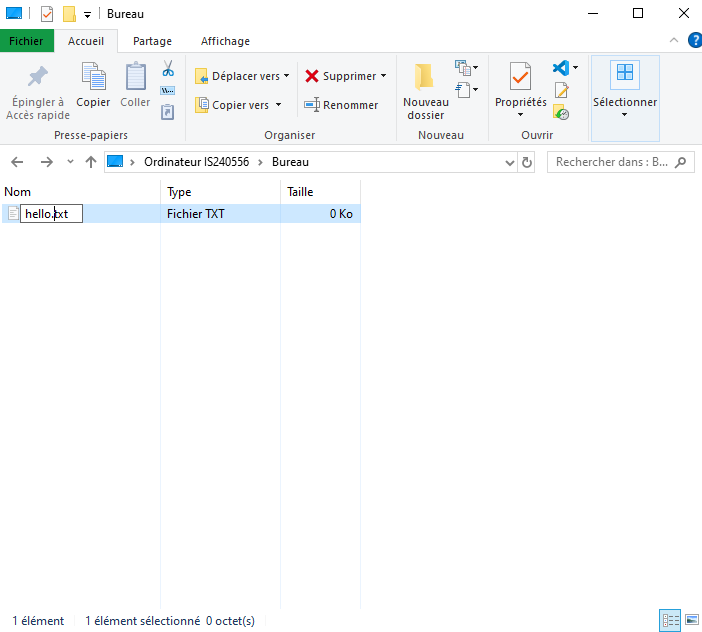 Bureau
Fichier Accueil Partage Affichage
Épingler à
Accès rapide
Copier
Coller
Presse-papiers
Déplacer vers
Copier vers
Supprimer
Renommer
Organiser
Nouveau
dossier
Nouveau
Propriétés
Ouvrir
Sélectionner
Ordinateur IS240556 Bureau
Rechercher dans : B...
Nom Type Taille
hello.txt Fichier TXT 0 Ko
1 élément 1 élément sélectionné 0 octet(s)